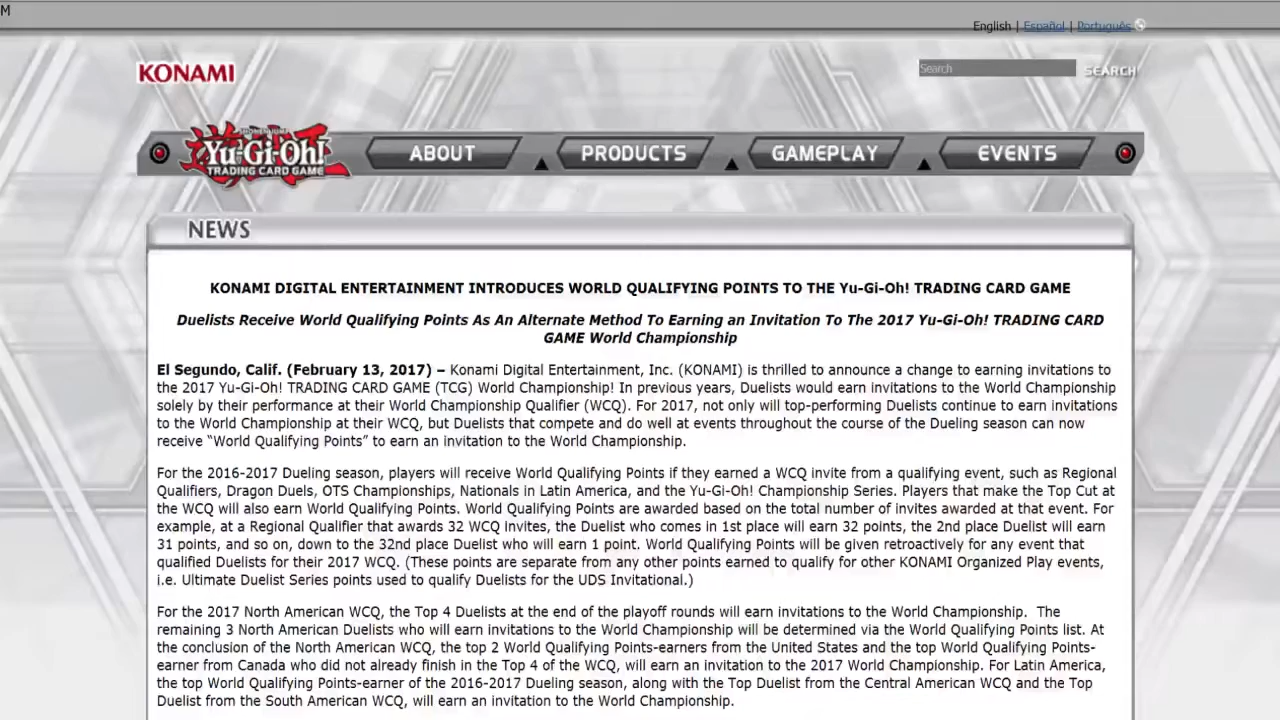 M
English | Español | Português
KONAMI
Search
SEARCH
SHONEN JUMP
Yu-Gi-Oh!
TRADING CARD GAME
ABOUT
PRODUCTS
GAMEPLAY
EVENTS
NEWS
KONAMI DIGITAL ENTERTAINMENT INTRODUCES WORLD QUALIFYING POINTS TO THE Yu-Gi-Oh! TRADING CARD GAME
Duelists Receive World Qualifying Points As An Alternate Method To Earning an Invitation To The 2017 Yu-Gi-Oh! TRADING CARD
GAME World Championship
El Segundo, Calif. (February 13, 2017) – Konami Digital Entertainment, Inc. (KONAMI) is thrilled to announce a change to earning invitations to
the 2017 Yu-Gi-Oh! TRADING CARD GAME (TCG) World Championship! In previous years, Duelists would earn invitations to the World Championship
solely by their performance at their World Championship Qualifier (WCQ). For 2017, not only will top-performing Duelists continue to earn invitations
to the World Championship at their WCQ, but Duelists that compete and do well at events throughout the course of the Dueling season can now
receive “World Qualifying Points” to earn an invitation to the World Championship.
For the 2016-2017 Dueling season, players will receive World Qualifying Points if they earned a WCQ invite from a qualifying event, such as Regional
Qualifiers, Dragon Duels, OTS Championships, Nationals in Latin America, and the Yu-Gi-Oh! Championship Series. Players that make the Top Cut at
the WCQ will also earn World Qualifying Points. World Qualifying Points are awarded based on the total number of invites awarded at that event. For
example, at a Regional Qualifier that awards 32 WCQ Invites, the Duelist who comes in 1st place will earn 32 points, the 2nd place Duelist will earn
31 points, and so on, down to the 32nd place Duelist who will earn 1 point. World Qualifying Points will be given retroactively for any event that
qualified Duelists for their 2017 WCQ. (These points are separate from any other points earned to qualify for other KONAMI Organized Play events,
i.e. Ultimate Duelist Series points used to qualify Duelists for the UDS Invitational.)
For the 2017 North American WCQ, the Top 4 Duelists at the end of the playoff rounds will earn invitations to the World Championship.  The
remaining 3 North American Duelists who will earn invitations to the World Championship will be determined via the World Qualifying Points list. At
the conclusion of the North American WCQ, the top 2 World Qualifying Points-earners from the United States and the top World Qualifying Points-
earner from Canada who did not already finish in the Top 4 of the WCQ, will earn an invitation to the 2017 World Championship. For Latin America,
the top World Qualifying Points-earner of the 2016-2017 Dueling season, along with the Top Duelist from the Central American WCQ and the Top
Duelist from the South American WCQ, will earn an invitation to the World Championship.